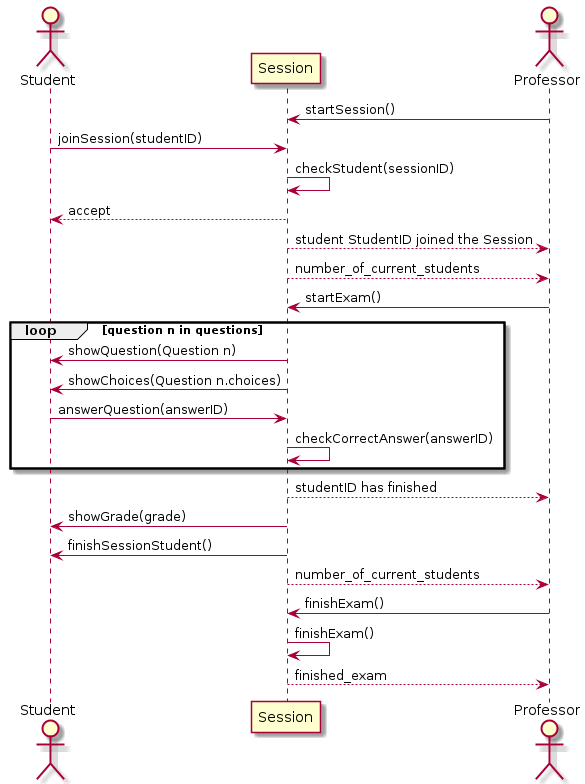 Student
Session
Professor
startSession()
joinSession(studentID)
checkStudent(sessionID)
accept
student StudentID joined the Session
number_of_current_students
startExam()
loop [question n in questions]
showQuestion(Question n)
showChoices(Question n.choices)
answerQuestion(answerID)
checkCorrectAnswer(answerID)
studentID has finished
showGrade(grade)
finishSessionStudent()
number_of_current_students
finishExam()
finishExam()
finished_exam
Student
Session
Professor